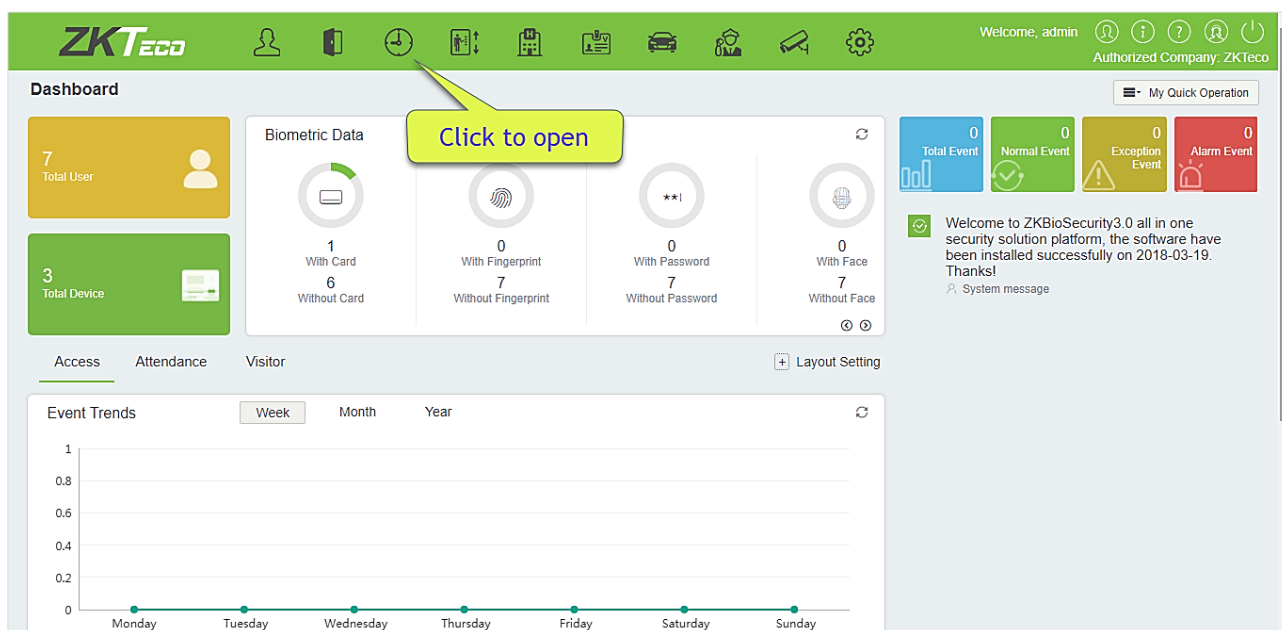 ZKTeco
Welcome, admin
Authorized Company: ZKTeco
Dashboard
My Quick Operation
Click to open
7
Total User
3
Total Device
Biometric Data
1
With Card
6
Without Card
0
With Fingerprint
7
Without Fingerprint
**|
0
With Password
7
Without Password
0
With Face
7
Without Face
0
Total Event
0
Normal Event
0
Exception
Event
0
Alarm Event
Welcome to ZKBioSecurity3.0 all in one
security solution platform, the software have
been installed successfully on 2018-03-19.
Thanks!
System message
Access Attendance Visitor
Layout Setting
Event Trends Week Month Year
1
0.8
0.6
0.4
0.2
0
Monday Tuesday Wednesday Thursday Friday Saturday Sunday